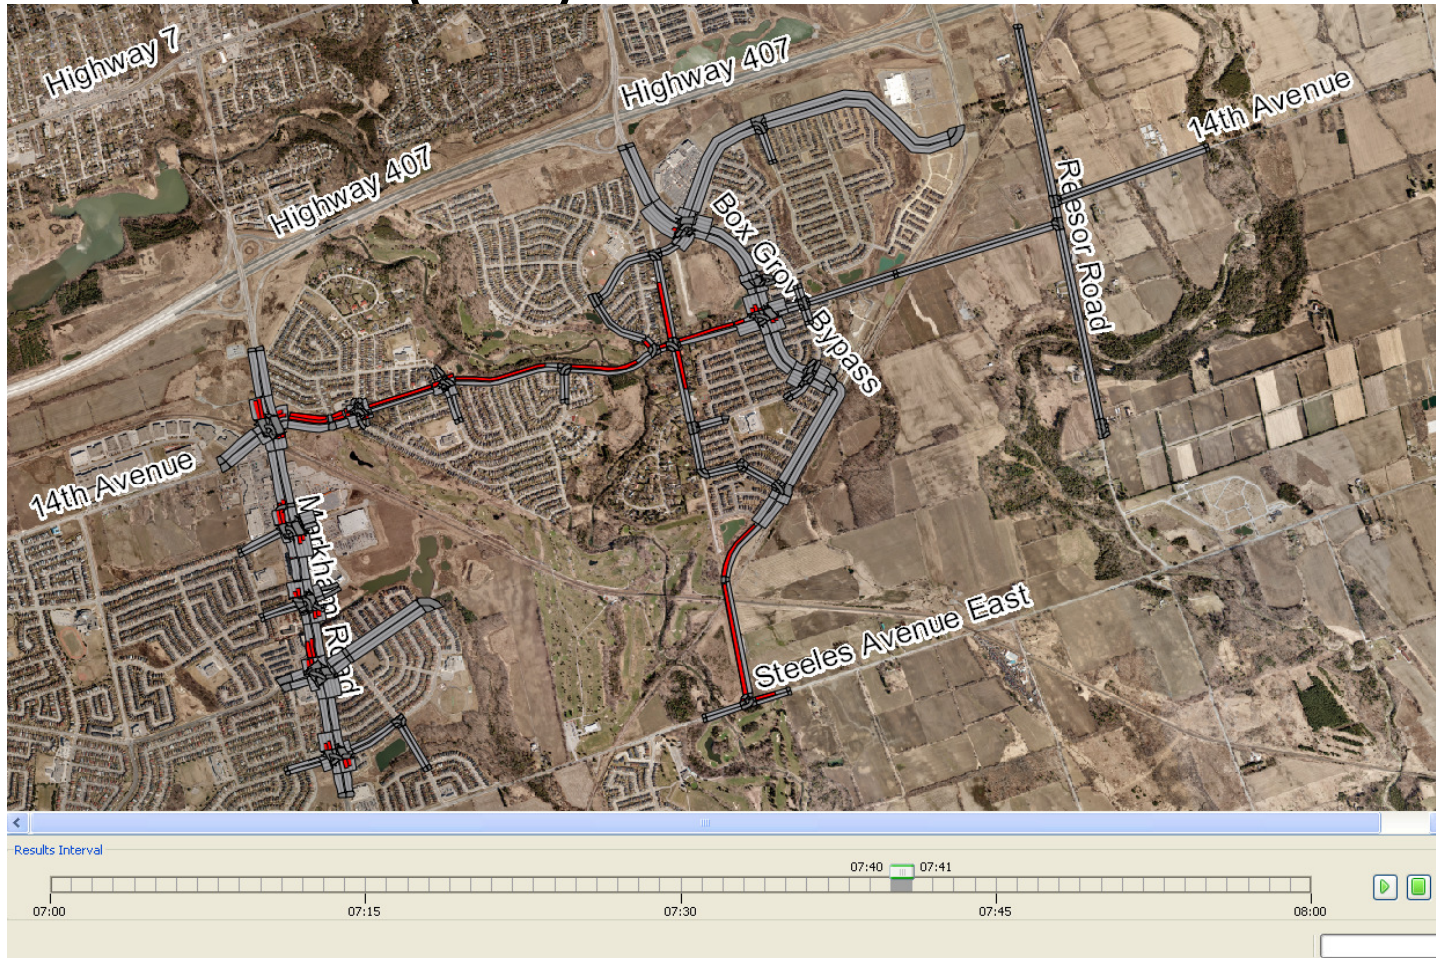 Highway 7
Highway 407
14th Avenue
Highway 407
Reesor Road
Box Grove Bypass
14th Avenue
Markham Road
Steeles Avenue East
Results Interval
07:40 07:41
07:00 07:15 07:30 07:45 08:00